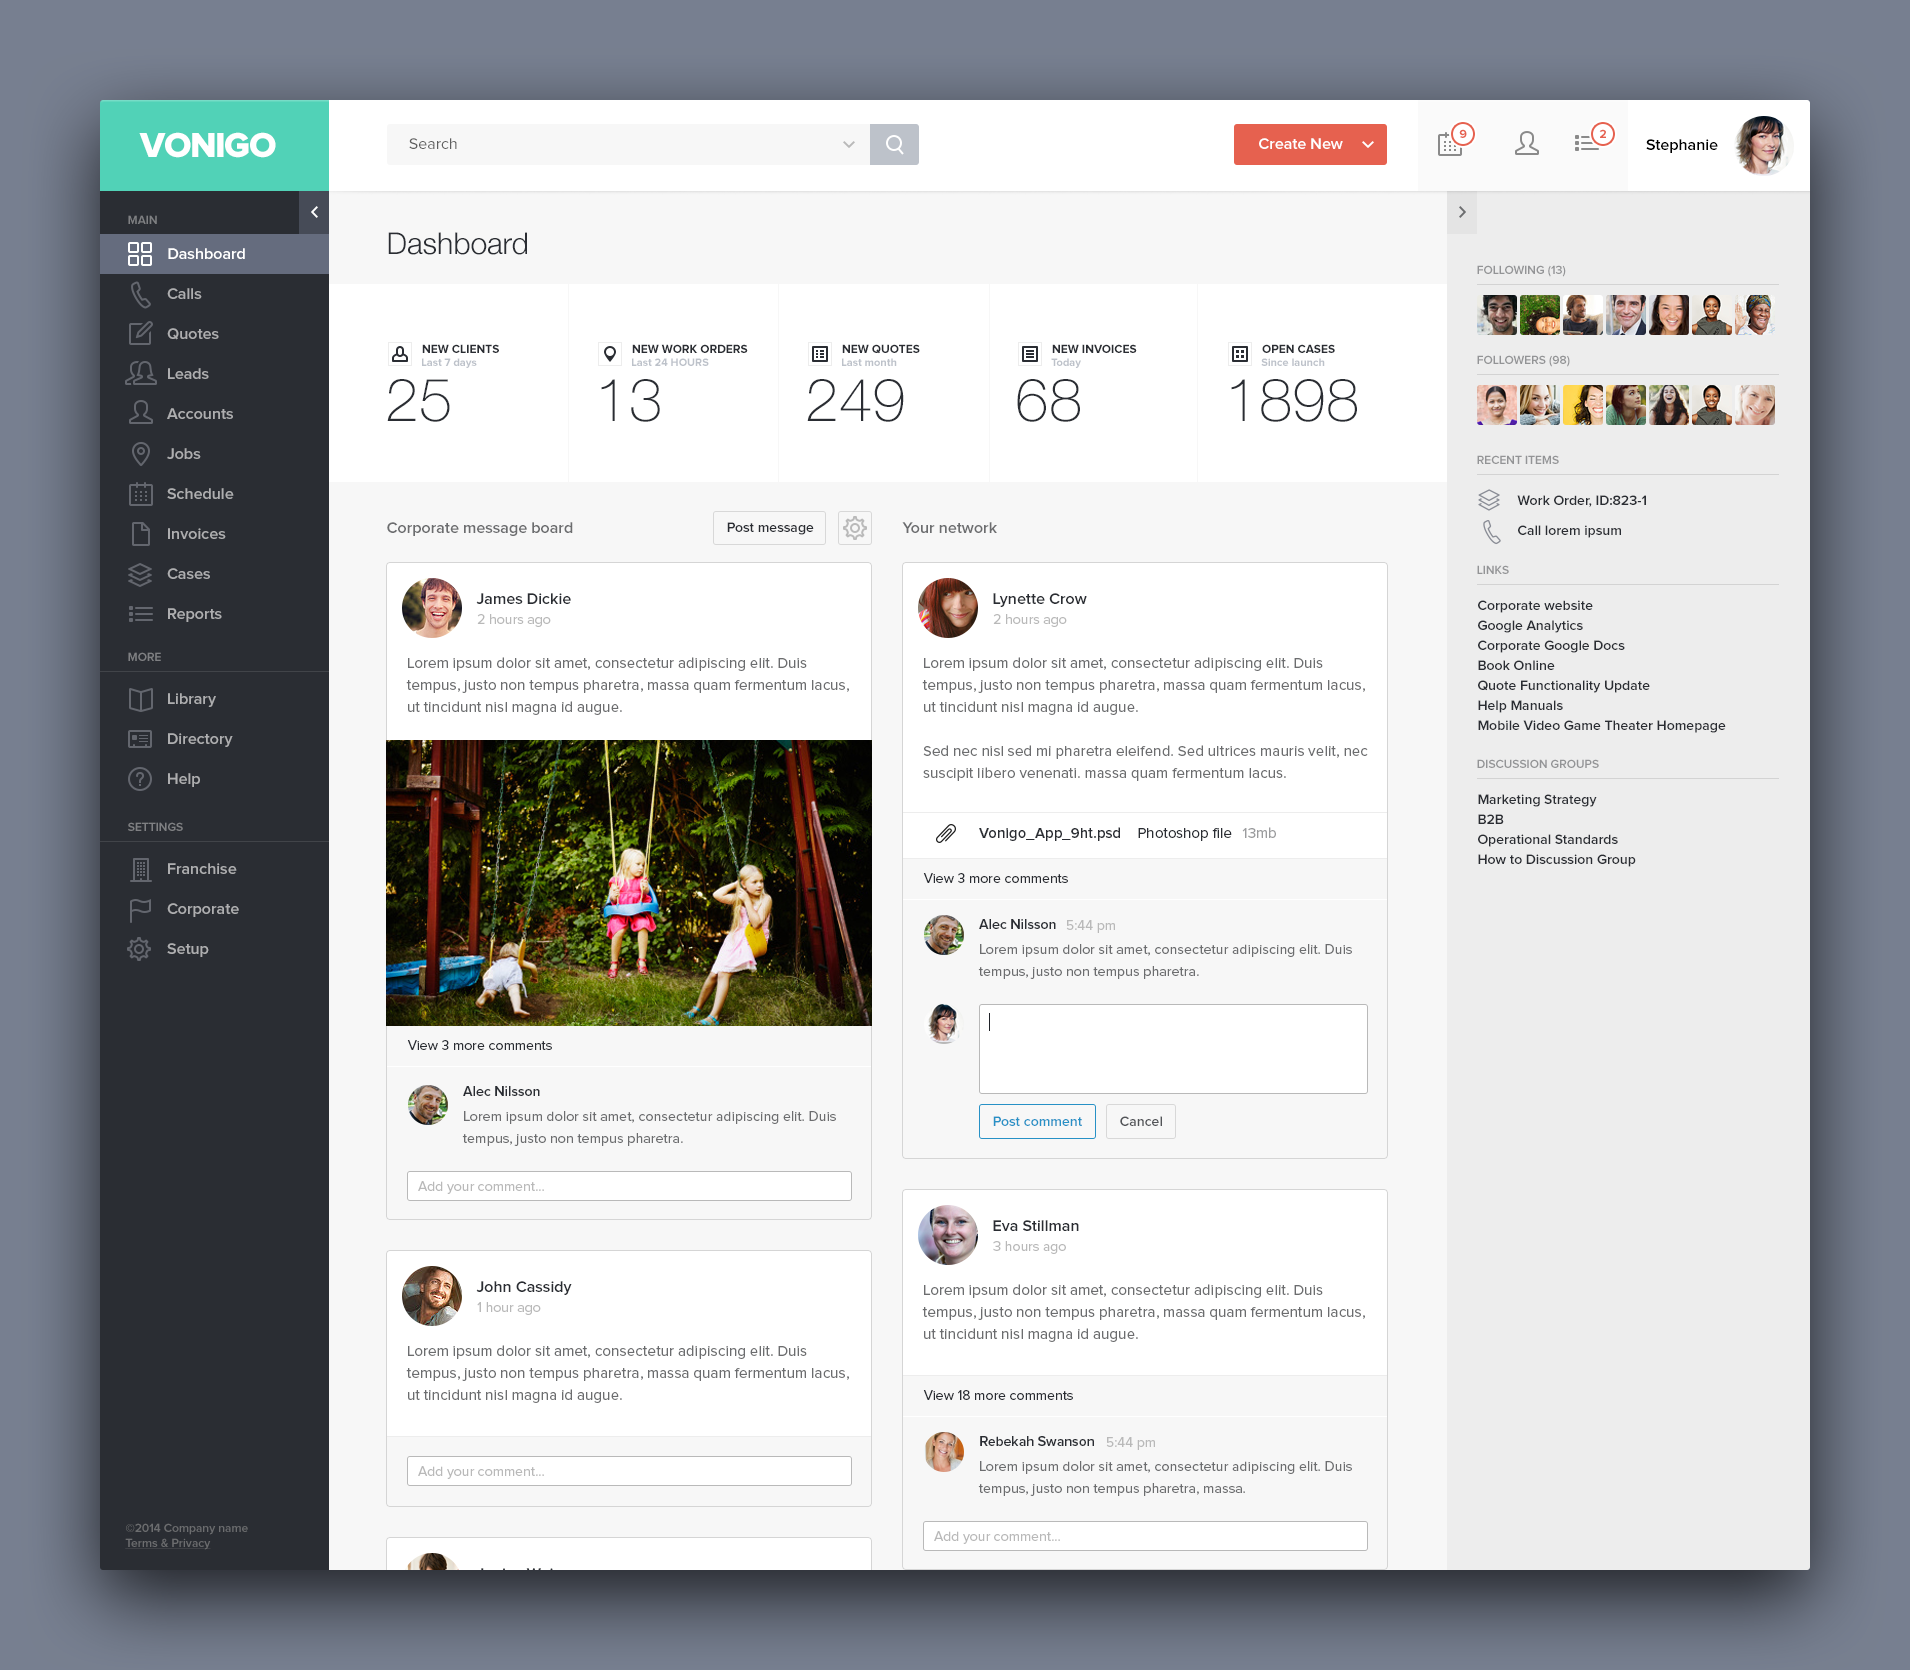 VONIGO
Search
Create New
9
2
Stephanie
MAIN
Dashboard
Calls
Quotes
Leads
Accounts
Jobs
Schedule
Invoices
Cases
Reports
MORE
Library
Directory
Help
SETTINGS
Franchise
Corporate
Setup
©2014 Company name
Terms & Privacy
Dashboard
NEW CLIENTS
Last 7 days
25
NEW WORK ORDERS
Last 24 HOURS
13
NEW QUOTES
Last month
249
NEW INVOICES
Today
68
OPEN CASES
Since launch
1898
Corporate message board
Post message
James Dickie
2 hours ago
Lorem ipsum dolor sit amet, consectetur adipiscing elit. Duis
tempus, justo non tempus pharetra, massa quam fermentum lacus,
ut tincidunt nisl magna id augue.
View 3 more comments
Alec Nilsson
Lorem ipsum dolor sit amet, consectetur adipiscing elit. Duis
tempus, justo non tempus pharetra.
Add your comment...
John Cassidy
1 hour ago
Lorem ipsum dolor sit amet, consectetur adipiscing elit. Duis
tempus, justo non tempus pharetra, massa quam fermentum lacus,
ut tincidunt nisl magna id augue.
Add your comment...
Your network
Lynette Crow
2 hours ago
Lorem ipsum dolor sit amet, consectetur adipiscing elit. Duis
tempus, justo non tempus pharetra, massa quam fermentum lacus,
ut tincidunt nisl magna id augue.
Sed nec nisl sed mi pharetra eleifend. Sed ultrices mauris velit, nec
suscipit libero venenati. massa quam fermentum lacus.
Vonigo_App_9ht.psd Photoshop file 13mb
View 3 more comments
Alec Nilsson 5:44 pm
Lorem ipsum dolor sit amet, consectetur adipiscing elit. Duis
tempus, justo non tempus pharetra.
Post comment
Cancel
Eva Stillman
3 hours ago
Lorem ipsum dolor sit amet, consectetur adipiscing elit. Duis
tempus, justo non tempus pharetra, massa quam fermentum lacus,
ut tincidunt nisl magna id augue.
View 18 more comments
Rebekah Swanson 5:44 pm
Lorem ipsum dolor sit amet, consectetur adipiscing elit. Duis
tempus, justo non tempus pharetra, massa.
Add your comment...
FOLLOWING (13)
FOLLOWERS (98)
RECENT ITEMS
Work Order, ID:823-1
Call lorem ipsum
LINKS
Corporate website
Google Analytics
Corporate Google Docs
Book Online
Quote Functionality Update
Help Manuals
Mobile Video Game Theater Homepage
DISCUSSION GROUPS
Marketing Strategy
B2B
Operational Standards
How to Discussion Group